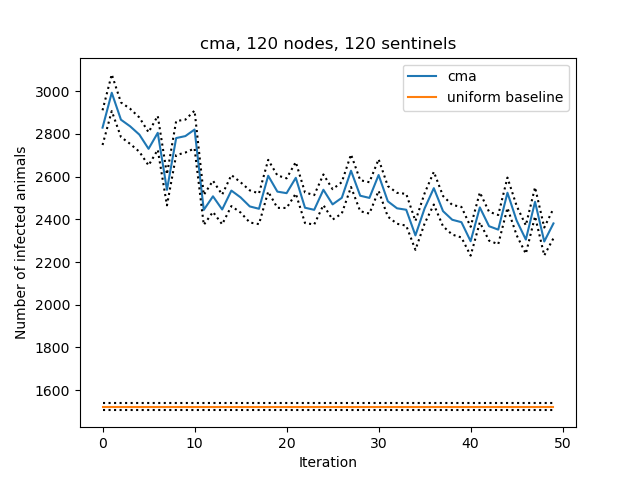 cma, 120 nodes, 120 sentinels
cma
uniform baseline
Number of infected animals
3000
2800
2600
2400
2200
2000
1800
1600
0
10
20
30
40
50
Iteration